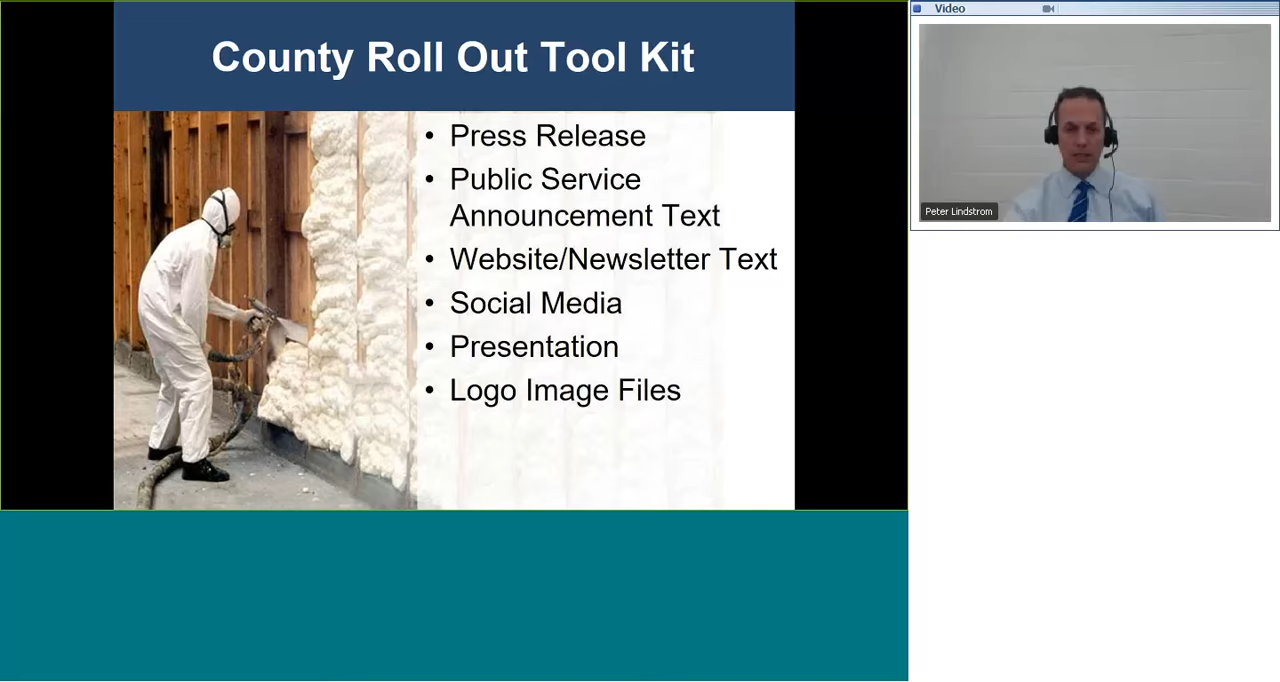 County Roll Out Tool Kit
• Press Release
• Public Service
Announcement Text
• Website/Newsletter Text
• Social Media
• Presentation
• Logo Image Files
Video
Peter Lindstrom